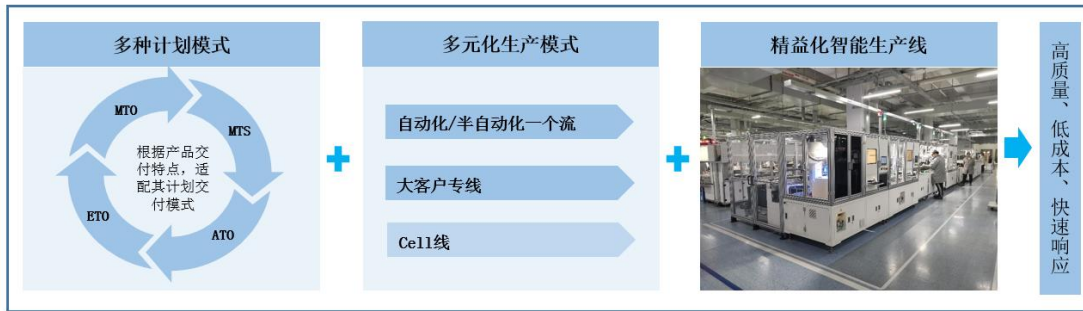 多种计划模式
MTO
MTS
根据产品交
付特点，适
配其计划交
付模式
ETO
ATO
多元化生产模式
自动化/半自动化一个流
大客户专线
Cell线
精益化智能生产线
高质量、低成本、快速响应